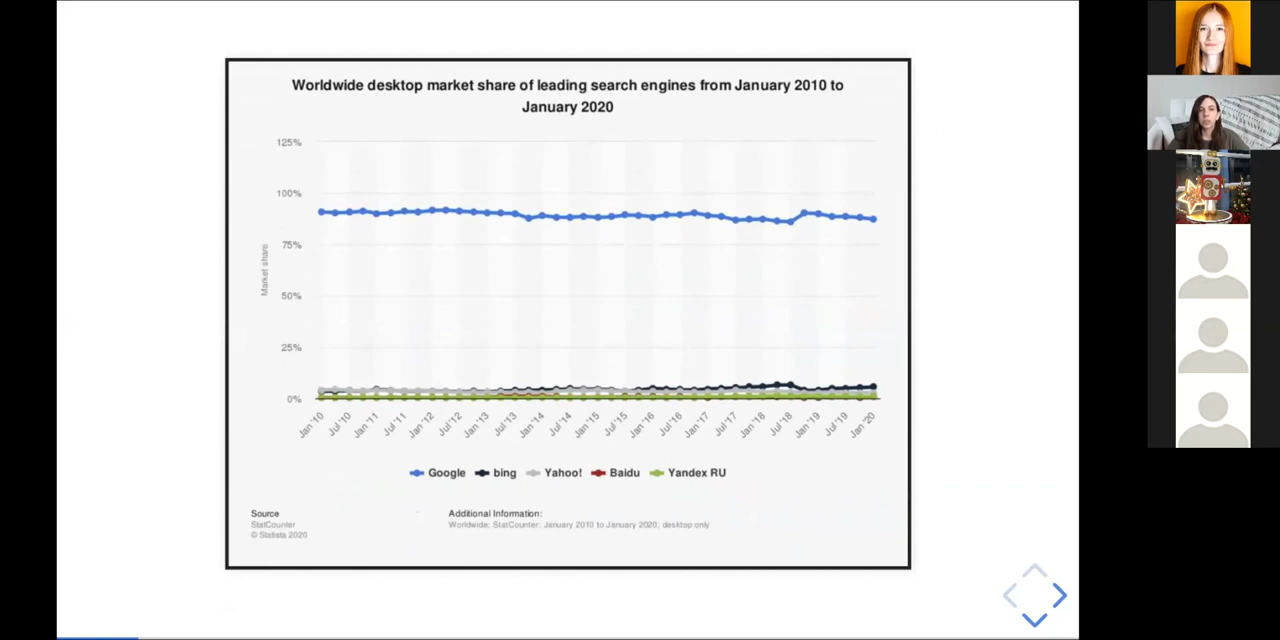 Worldwide desktop market share of leading search engines from January 2010 to
January 2020
125%
100%
75%
50%
25%
0%
Market share
Jan '10
Jul '10
Jan '11
Jul '11
Jan '12
Jul '12
Jan '13
Jul '13
Jan '14
Jul '14
Jan '15
Jul '15
Jan '16
Jul '16
Jan '17
Jul '17
Jan '18
Jul '18
Jan '19
Jul '19
Jan '20
Google bing Yahoo! Baidu Yandex RU
Source
StatCounter
© Statista 2020
Additional Information:
Worldwide; StatCounter; January 2010 to January 2020; desktop only